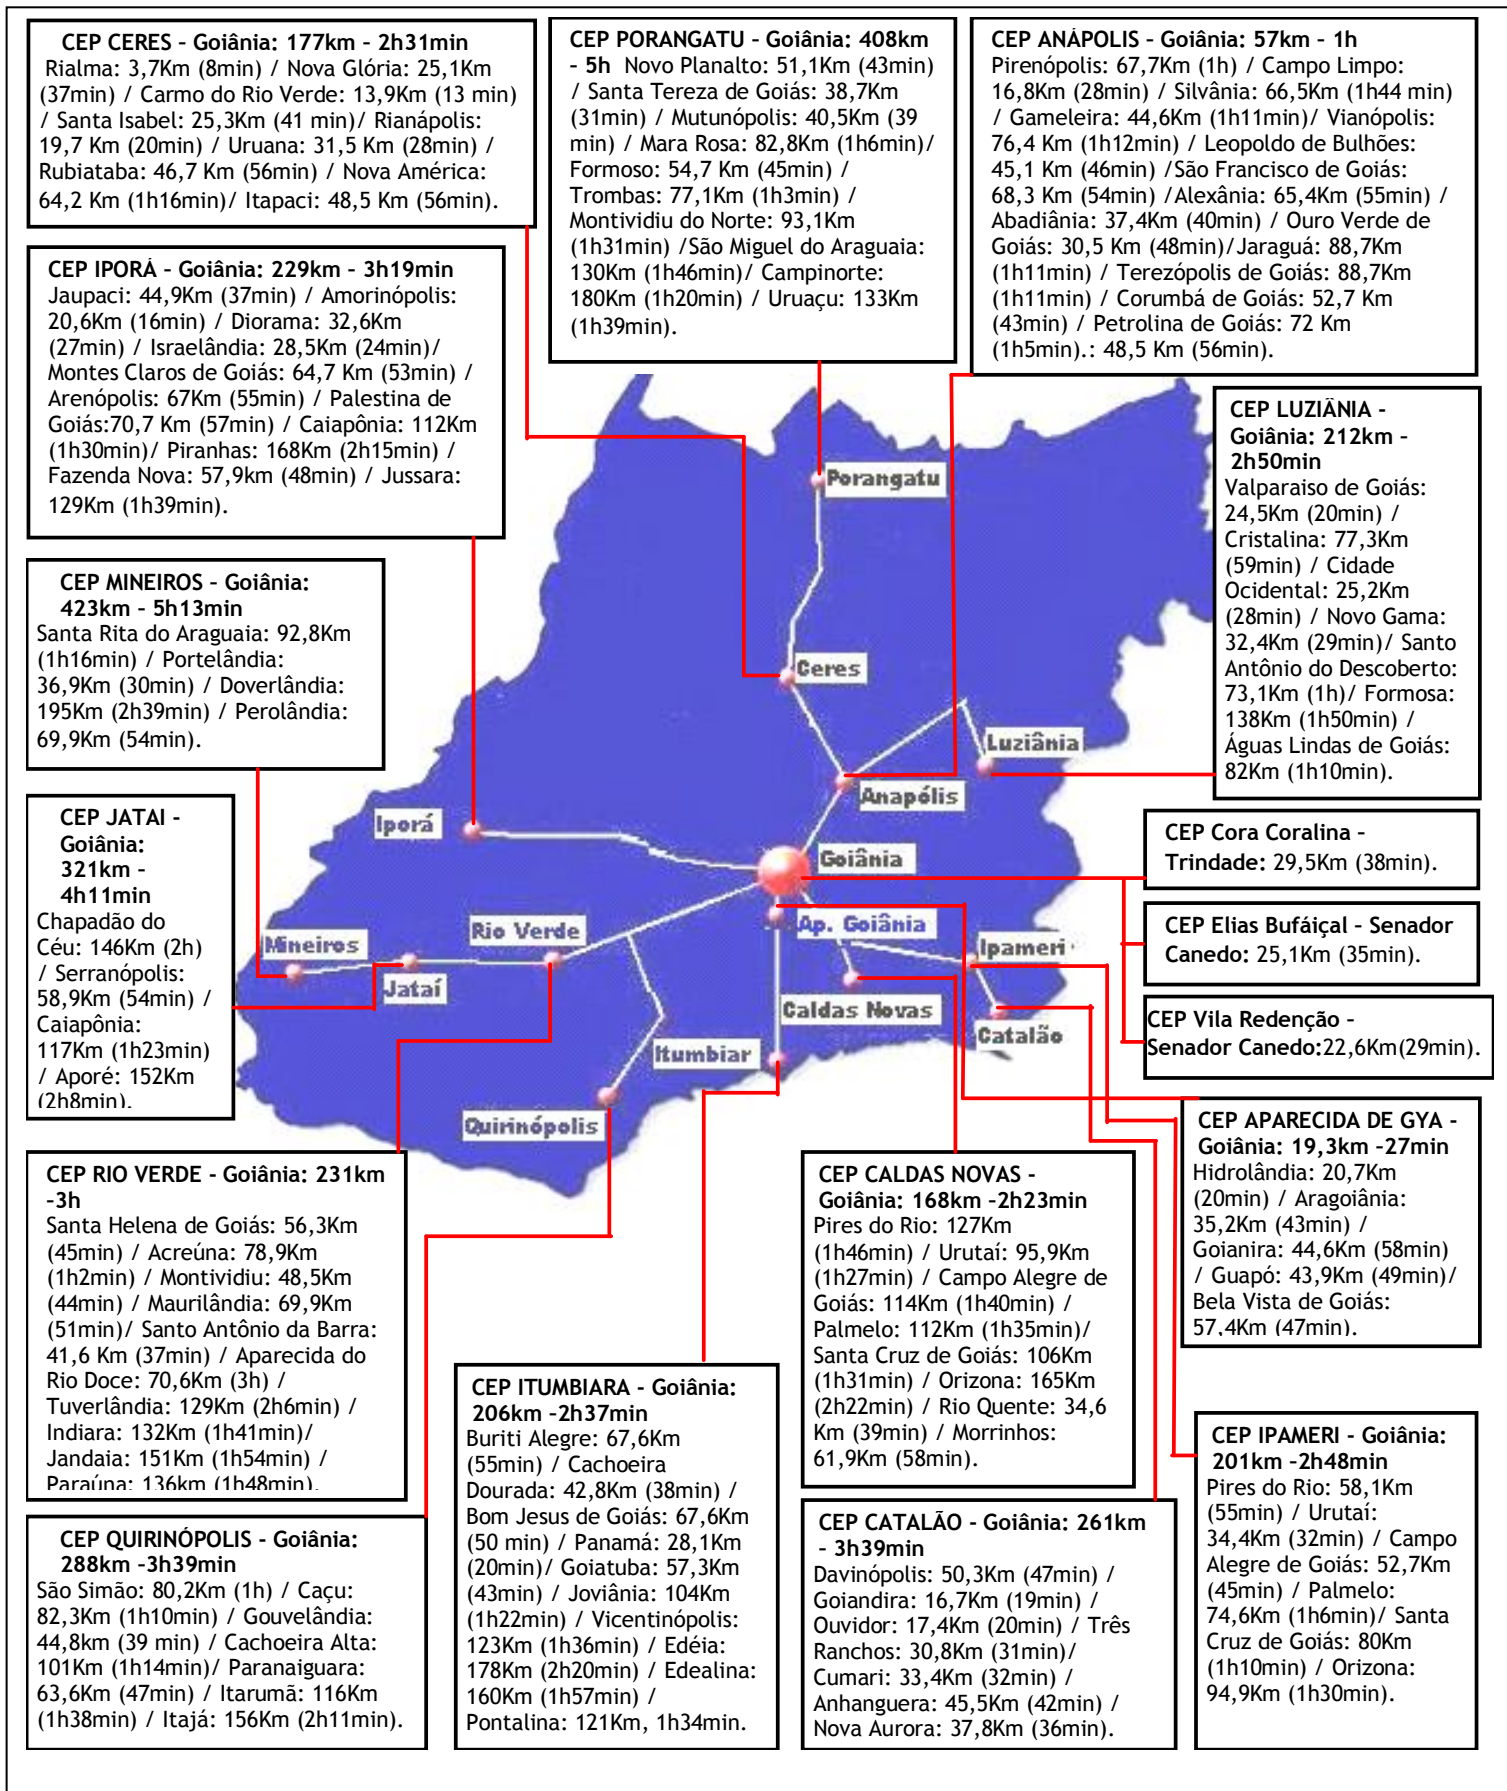 CEP CERES - Goiânia: 177km - 2h31min
Rialma: 3,7Km (8min) / Nova Glória: 25,1Km
(37min) / Carmo do Rio Verde: 13,9Km (13 min)
/ Santa Isabel: 25,3Km (41 min)/ Rianápolis:
19,7 Km (20min) / Uruana: 31,5 Km (28min) /
Rubiataba: 46,7 Km (56min) / Nova América:
64,2 Km (1h16min)/ Itapaci: 48,5 Km (56min).
CEP PORANGATU - Goiânia: 408km
- 5h Novo Planalto: 51,1Km (43min)
/ Santa Tereza de Goiás: 38,7Km
(31min) / Mutunópolis: 40,5Km (39
min) / Mara Rosa: 82,8Km (1h6min)/
Formoso: 54,7 Km (45min) /
Trombas: 77,1Km (1h3min) /
Montividiu do Norte: 93,1Km
(1h31min) /São Miguel do Araguaia:
130Km (1h46min)/ Campinorte:
180Km (1h20min) / Uruaçu: 133Km
(1h39min).
CEP ANÁPOLIS - Goiânia: 57km - 1h
Pirenópolis: 67,7Km (1h) / Campo Limpo:
16,8Km (28min) / Silvânia: 66,5Km (1h44 min)
/ Gameleira: 44,6Km (1h11min)/ Vianópolis:
76,4 Km (1h12min) / Leopoldo de Bulhões:
45,1 Km (46min) /São Francisco de Goiás:
68,3 Km (54min) /Alexânia: 65,4Km (55min) /
Abadiânia: 37,4Km (40min) / Ouro Verde de
Goiás: 30,5 Km (48min)/Jaraguá: 88,7Km
(1h11min) / Terezópolis de Goiás: 88,7Km
(1h11min) / Corumbá de Goiás: 52,7 Km
(43min) / Petrolina de Goiás: 72 Km
(1h5min).: 48,5 Km (56min).
CEP IPORÁ - Goiânia: 229km - 3h19min
Jaupaci: 44,9Km (37min) / Amorinópolis:
20,6Km (16min) / Diorama: 32,6Km
(27min) / Israelândia: 28,5Km (24min)/
Montes Claros de Goiás: 64,7 Km (53min) /
Arenópolis: 67Km (55min) / Palestina de
Goiás:70,7 Km (57min) / Caiapônia: 112Km
(1h30min)/ Piranhas: 168Km (2h15min) /
Fazenda Nova: 57,9km (48min) / Jussara:
129Km (1h39min).
CEP LUZIÂNIA -
Goiânia: 212km -
2h50min
Valparaiso de Goiás:
24,5Km (20min) /
Cristalina: 77,3Km
(59min) / Cidade
Ocidental: 25,2Km
(28min) / Novo Gama:
32,4Km (29min)/ Santo
Antônio do Descoberto:
73,1Km (1h)/ Formosa:
138Km (1h50min) /
Águas Lindas de Goiás:
82Km (1h10min).
CEP MINEIROS - Goiânia:
423km - 5h13min
Santa Rita do Araguaia: 92,8Km
(1h16min) / Portelândia:
36,9Km (30min) / Doverlândia:
195Km (2h39min) / Perolândia:
69,9Km (54min).
CEP JATAI -
Goiânia:
321km -
4h11min
Chapadão do
Céu: 146Km (2h)
/ Serranópolis:
58,9Km (54min) /
Caiapônia:
117Km (1h23min)
/ Aporé: 152Km
(2h8min).
Porangatu
Ceres
Luziânia
Anapólis
Iporá
Goiânia
Ap. Goiânia
Rio Verde
Mineiros
Ipameri
Jataí
Caldas Novas
Catalão
Itumbiar
Quirinópolis
CEP Cora Coralina -
Trindade: 29,5Km (38min).
CEP Elias Bufáiçal - Senador
Canedo: 25,1Km (35min).
CEP Vila Redenção -
Senador Canedo:22,6Km(29min).
CEP APARECIDA DE GYA -
Goiânia: 19,3km -27min
Hidrolândia: 20,7Km
(20min) / Aragoiânia:
35,2Km (43min) /
Goianira: 44,6Km (58min)
/ Guapó: 43,9Km (49min)/
Bela Vista de Goiás:
57,4Km (47min).
CEP RIO VERDE - Goiânia: 231km
-3h
Santa Helena de Goiás: 56,3Km
(45min) / Acreúna: 78,9Km
(1h2min) / Montividiu: 48,5Km
(44min) / Maurilândia: 69,9Km
(51min)/ Santo Antônio da Barra:
41,6 Km (37min) / Aparecida do
Rio Doce: 70,6Km (3h) /
Tuverlândia: 129Km (2h6min) /
Indiara: 132Km (1h41min)/
Jandaia: 151Km (1h54min) /
Paraúna: 136km (1h48min).
CEP CALDAS NOVAS -
Goiânia: 168km -2h23min
Pires do Rio: 127Km
(1h46min) / Urutaí: 95,9Km
(1h27min) / Campo Alegre de
Goiás: 114Km (1h40min) /
Palmelo: 112Km (1h35min)/
Santa Cruz de Goiás: 106Km
(1h31min) / Orizona: 165Km
(2h22min) / Rio Quente: 34,6
Km (39min) / Morrinhos:
61,9Km (58min).
CEP ITUMBIARA - Goiânia:
206km -2h37min
Buriti Alegre: 67,6Km
(55min) / Cachoeira
Dourada: 42,8Km (38min) /
Bom Jesus de Goiás: 67,6Km
(50 min) / Panamá: 28,1Km
(20min)/ Goiatuba: 57,3Km
(43min) / Joviânia: 104Km
(1h22min) / Vicentinópolis:
123Km (1h36min) / Edéia:
178Km (2h20min) / Edealina:
160Km (1h57min) /
Pontalina: 121Km, 1h34min.
CEP IPAMERI - Goiânia:
201km -2h48min
Pires do Rio: 58,1Km
(55min) / Urutaí:
34,4Km (32min) / Campo
Alegre de Goiás: 52,7Km
(45min) / Palmelo:
74,6Km (1h6min)/ Santa
Cruz de Goiás: 80Km
(1h10min) / Orizona:
94,9Km (1h30min).
CEP QUIRINÓPOLIS - Goiânia:
288km -3h39min
São Simão: 80,2Km (1h) / Caçu:
82,3Km (1h10min) / Gouvelândia:
44,8km (39 min) / Cachoeira Alta:
101Km (1h14min)/ Paranaiguara:
63,6Km (47min) / Itarumã: 116Km
(1h38min) / Itajá: 156Km (2h11min).
CEP CATALÃO - Goiânia: 261km
- 3h39min
Davinópolis: 50,3Km (47min) /
Goiandira: 16,7Km (19min) /
Ouvidor: 17,4Km (20min) / Três
Ranchos: 30,8Km (31min)/
Cumari: 33,4Km (32min) /
Anhanguera: 45,5Km (42min) /
Nova Aurora: 37,8Km (36min).